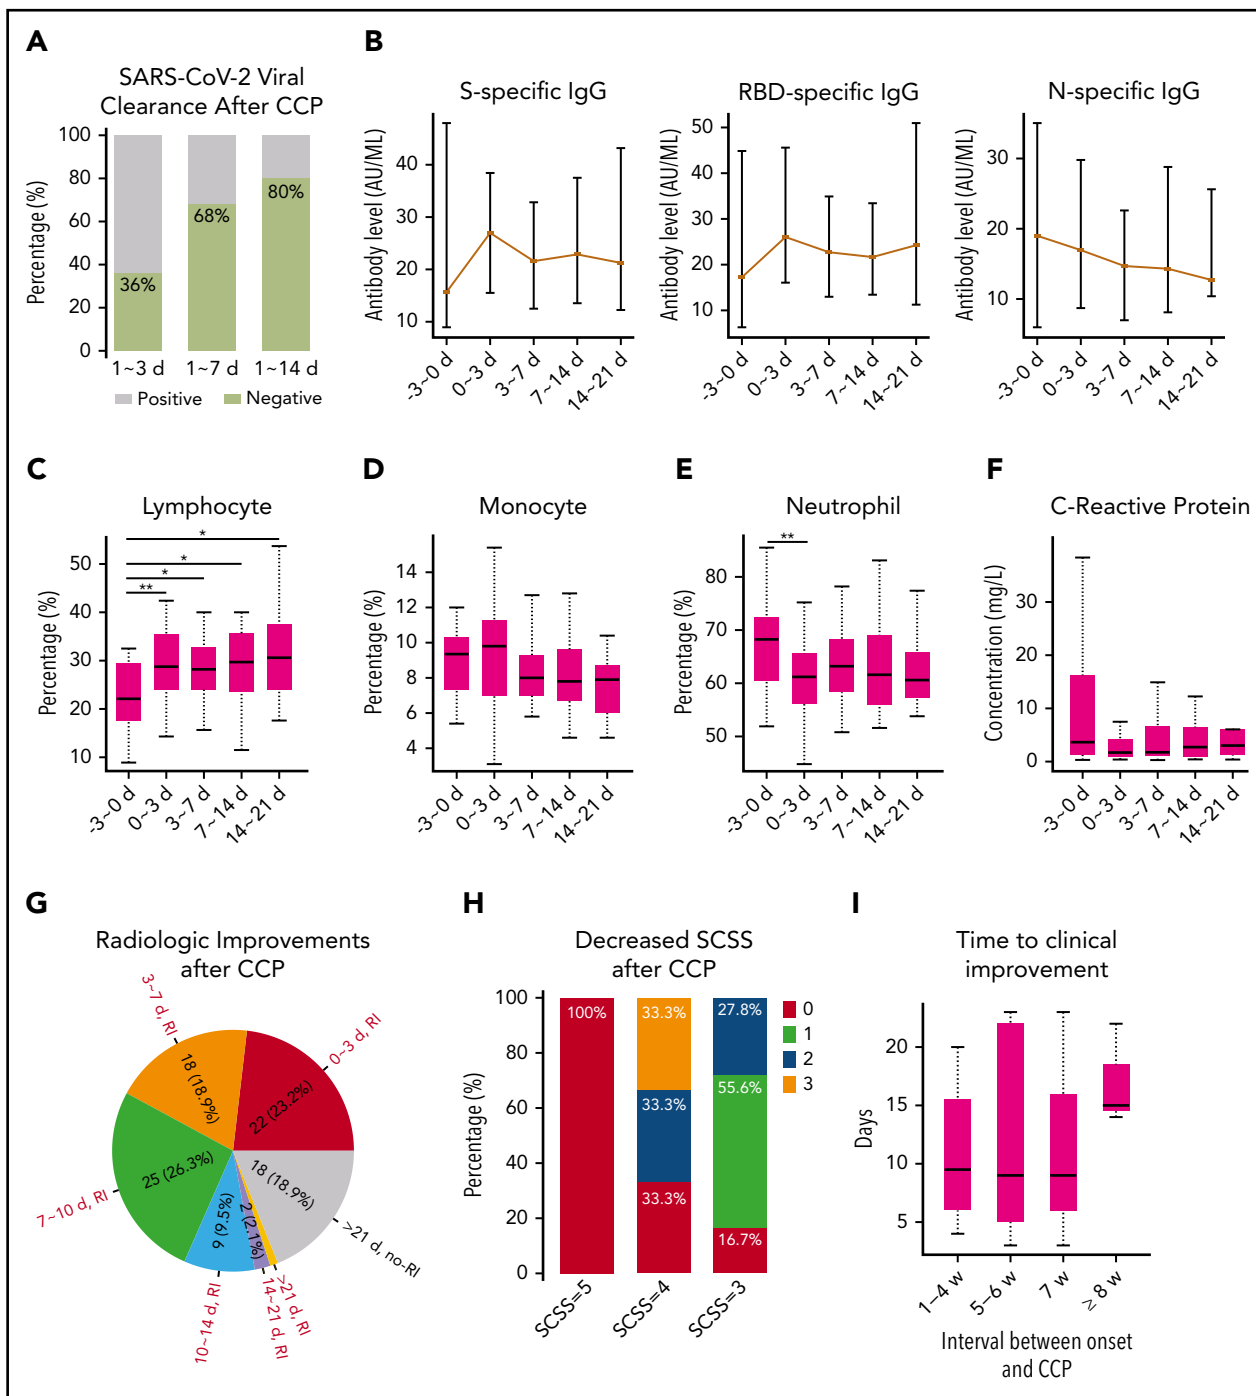 A
SARS-CoV-2 Viral
Clearance After CCP
Percentage (%)
100
80
60
40
20
0
36%
68%
80%
1~3 d
1~7 d
1~14 d
Positive
Negative
B
S-specific IgG
Antibody level (AU/ML)
40
30
20
10
-3~0 d
0~3 d
3~7 d
7~14 d
14~21 d
RBD-specific IgG
Antibody level (AU/ML)
50
40
30
20
10
-3~0 d
0~3 d
3~7 d
7~14 d
14~21 d
N-specific IgG
Antibody level (AU/ML)
30
20
10
-3~0 d
0~3 d
3~7 d
7~14 d
14~21 d
C
Lymphocyte
Percentage (%)
50
40
30
20
10
*
*
*
**
-3~0 d
0~3 d
3~7 d
7~14 d
14~21 d
D
Monocyte
Percentage (%)
14
12
10
8
6
4
-3~0 d
0~3 d
3~7 d
7~14 d
14~21 d
E
Neutrophil
Percentage (%)
80
70
60
50
**
-3~0 d
0~3 d
3~7 d
7~14 d
14~21 d
F
C-Reactive Protein
Concentration (mg/L)
30
20
10
0
-3~0 d
0~3 d
3~7 d
7~14 d
14~21 d
G
Radiologic Improvements
after CCP
3~7 d, RI
0~3 d, RI
18 (18.9%)
22 (23.2%)
25 (26.3%)
18 (18.9%)
9 (9.5%)
2 (2.1%)
7~10 d, RI
>21 d, no-RI
10~14 d, RI
14~21 d, RI
>21 d, RI
H
Decreased SCSS
after CCP
Percentage (%)
100
80
60
40
20
0
100%
33.3%
33.3%
33.3%
27.8%
55.6%
16.7%
0
1
2
3
SCSS=5
SCSS=4
SCSS=3
I
Time to clinical
improvement
Days
20
15
10
5
1–4 w
5–6 w
7 w
≥ 8 w
Interval between onset
and CCP